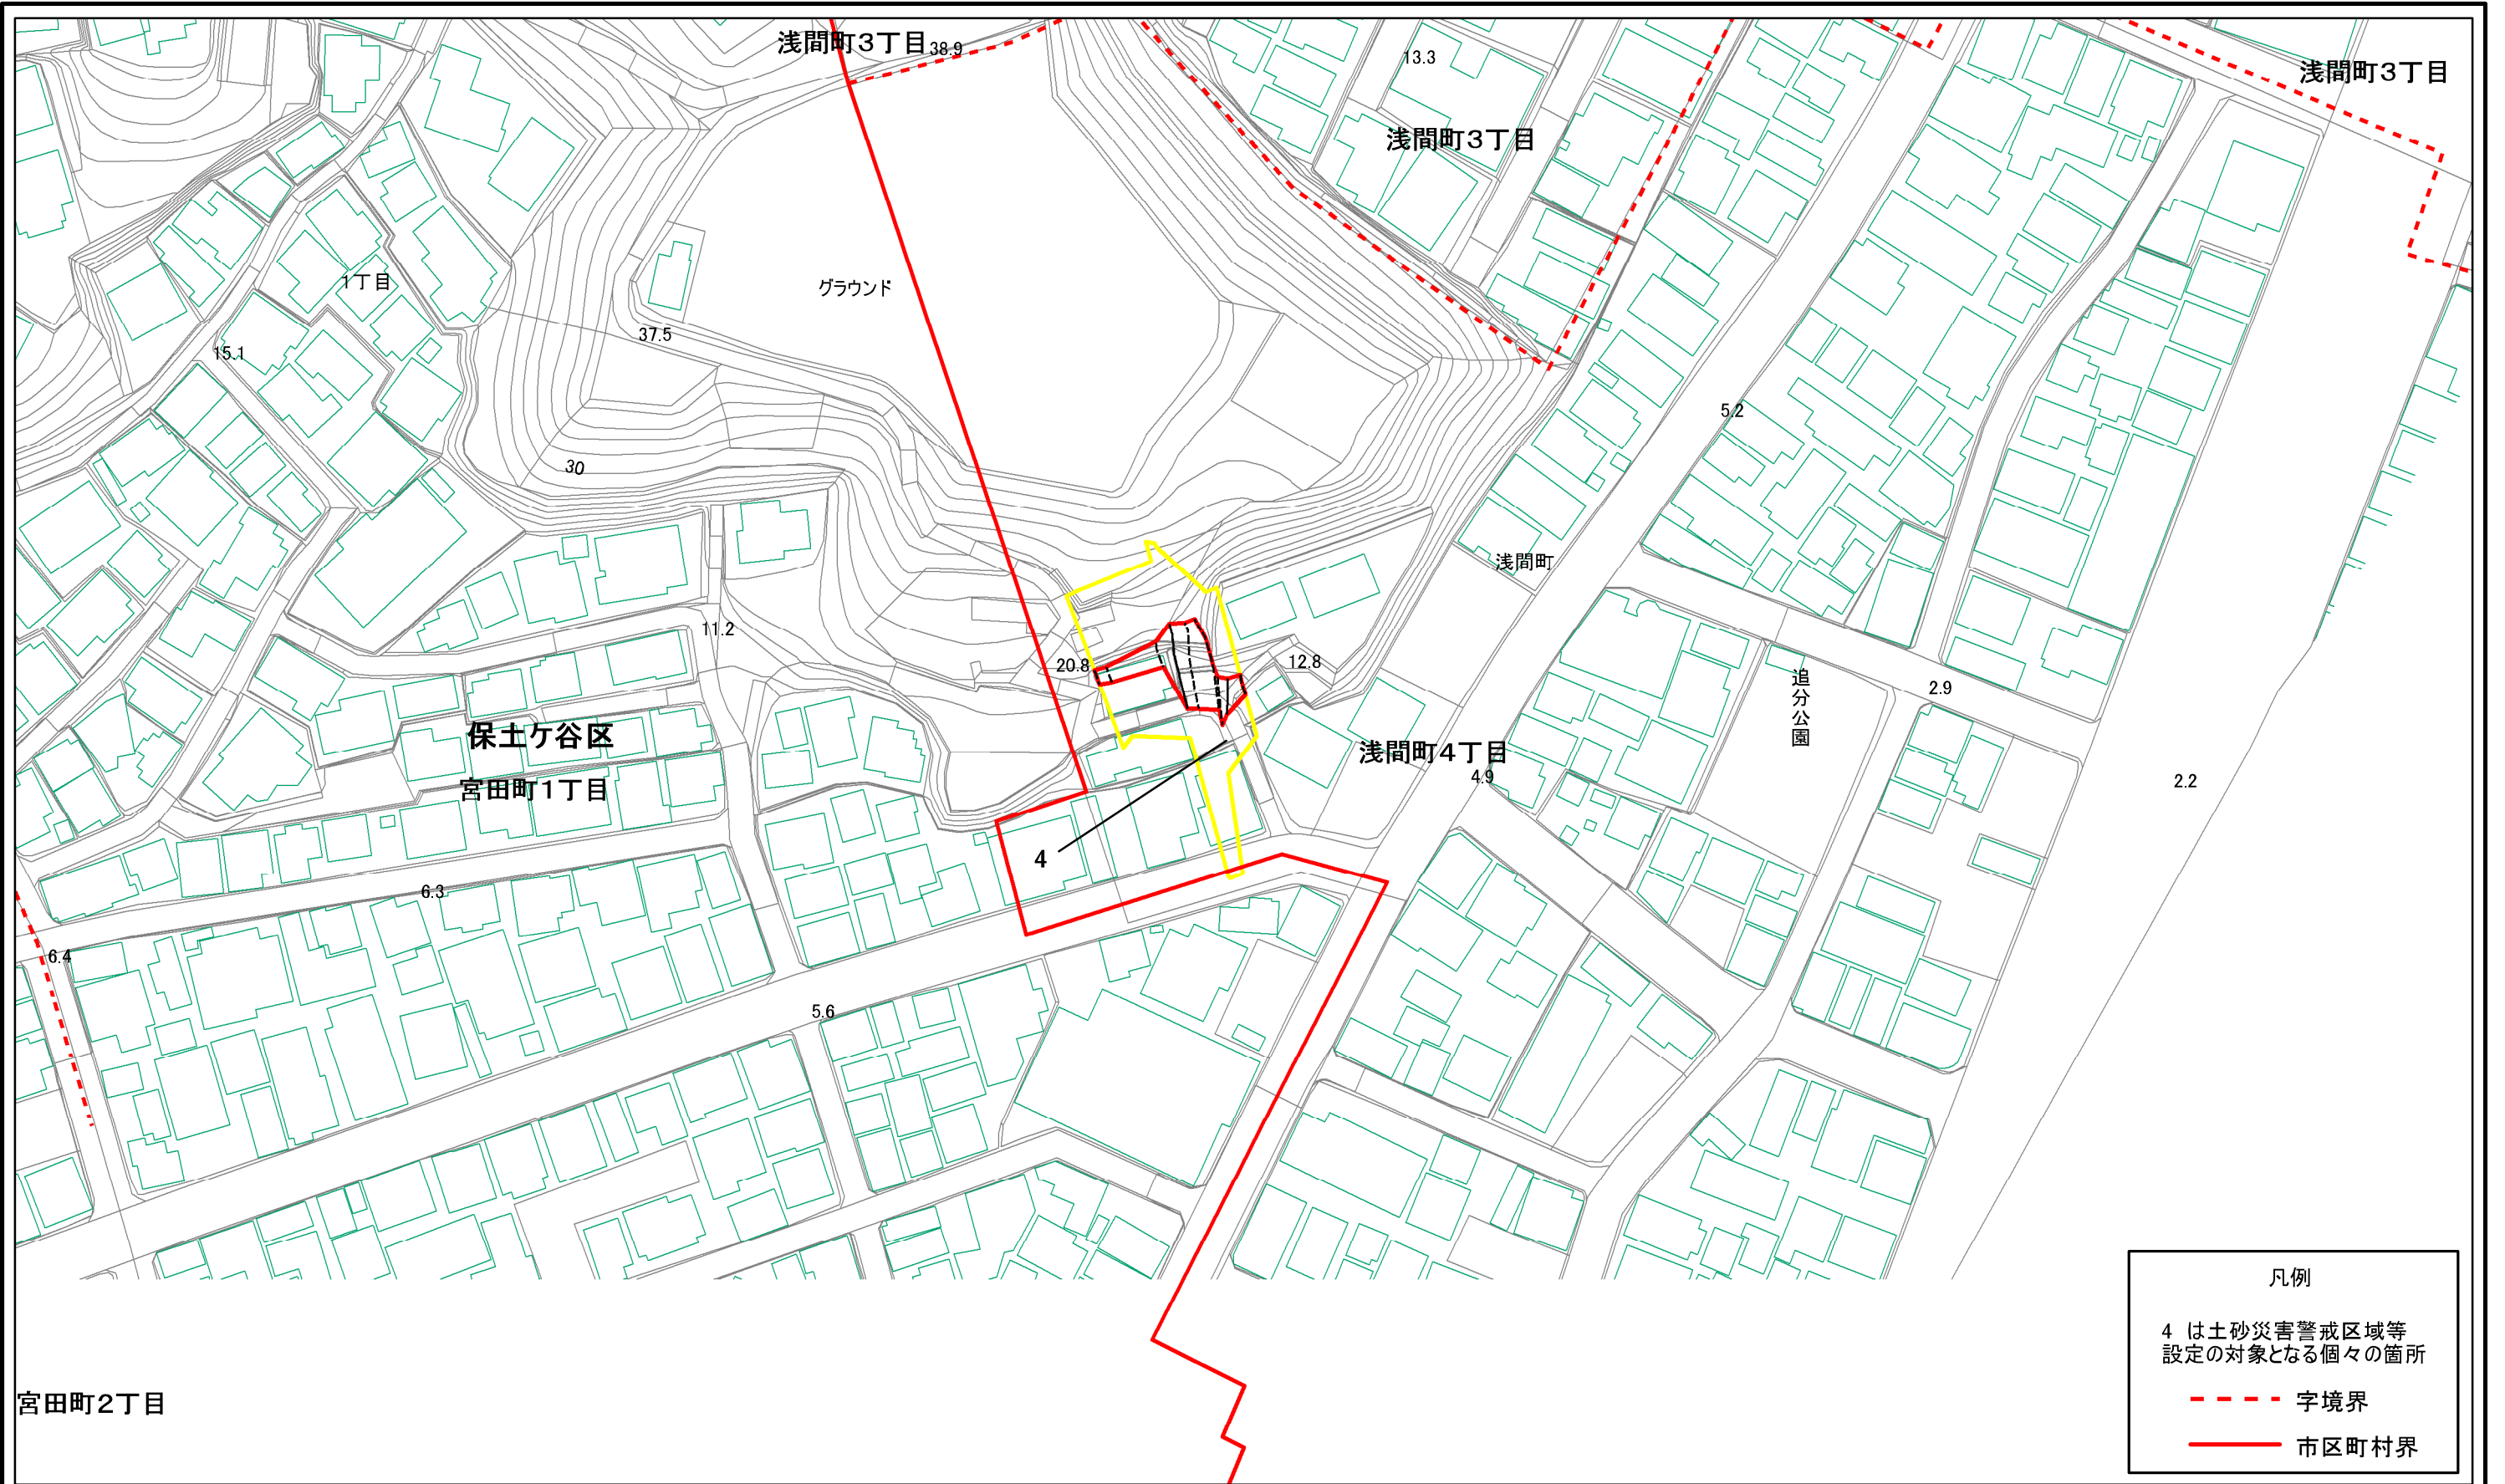 浅間町3丁目
38.9
13.3
浅間町3丁目
浅間町3丁目
1丁目
グラウンド
15.1
37.5
5.2
30
浅間町
11.2
20.8
12.8
追分公園
2.9
保土ケ谷区
浅間町4丁目
4.9
2.2
宮田町1丁目
4
6.3
6.4
5.6
宮田町2丁目
凡例
4 は土砂災害警戒区域等
設定の対象となる個々の箇所
字境界
市区町村界